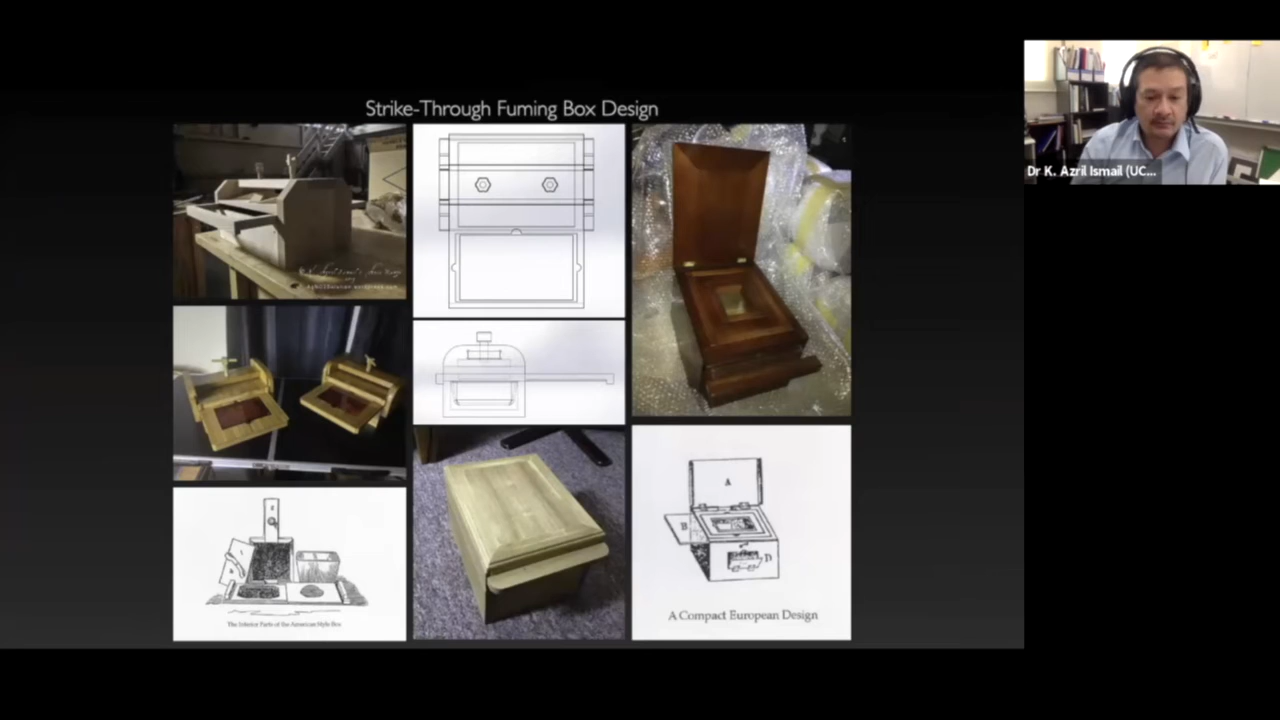 Strike-Through Fuming Box Design
Dr K. Azril Ismail (UC...
A
B
D
The Interior Parts of the American Style Box
A Compact European Design